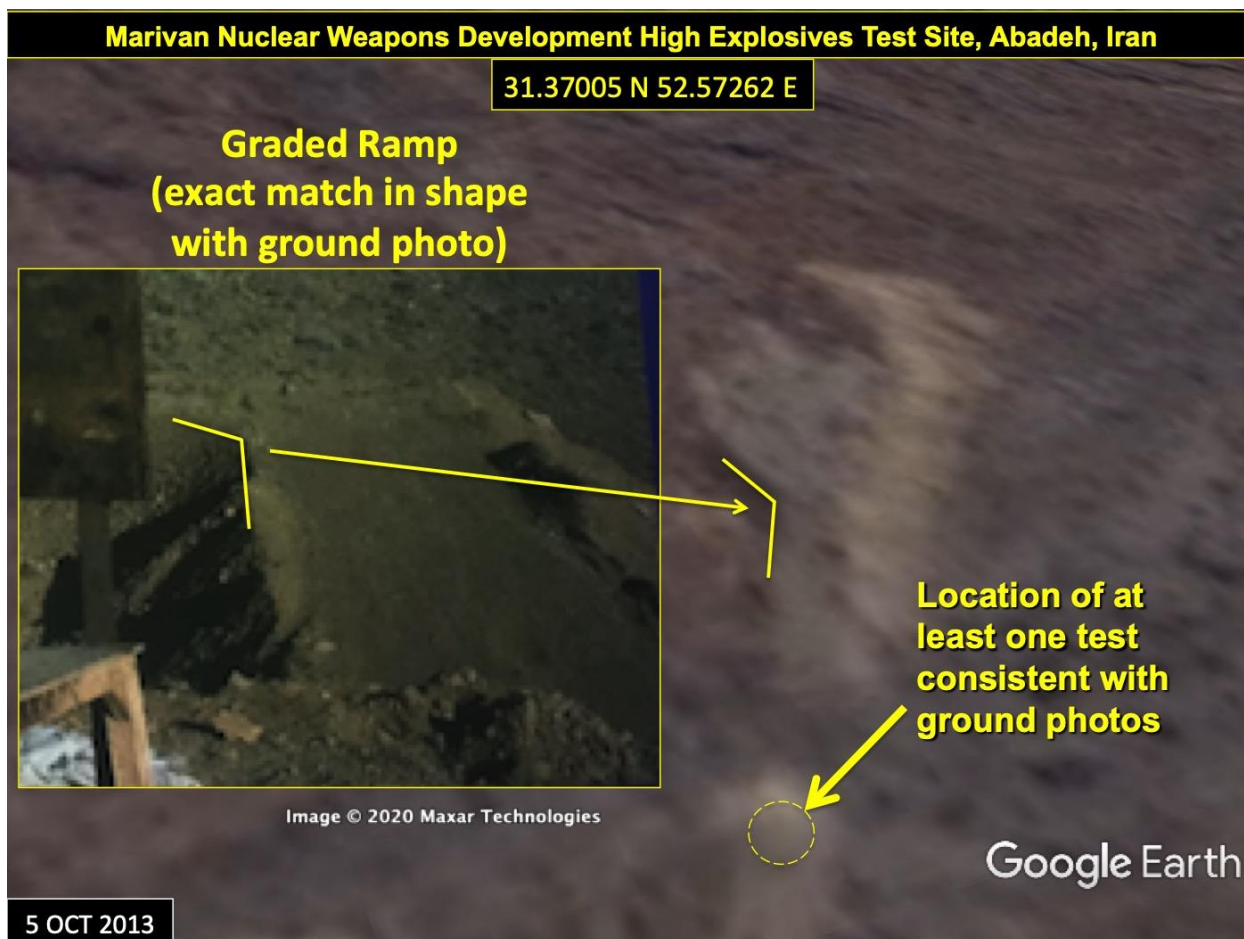 Marivan Nuclear Weapons Development High Explosives Test Site, Abadeh, Iran
31.37005 N 52.57262 E
Graded Ramp
(exact match in shape
with ground photo)
Location of at
least one test
consistent with
ground photos
Image © 2020 Maxar Technologies
Google Earth
5 OCT 2013